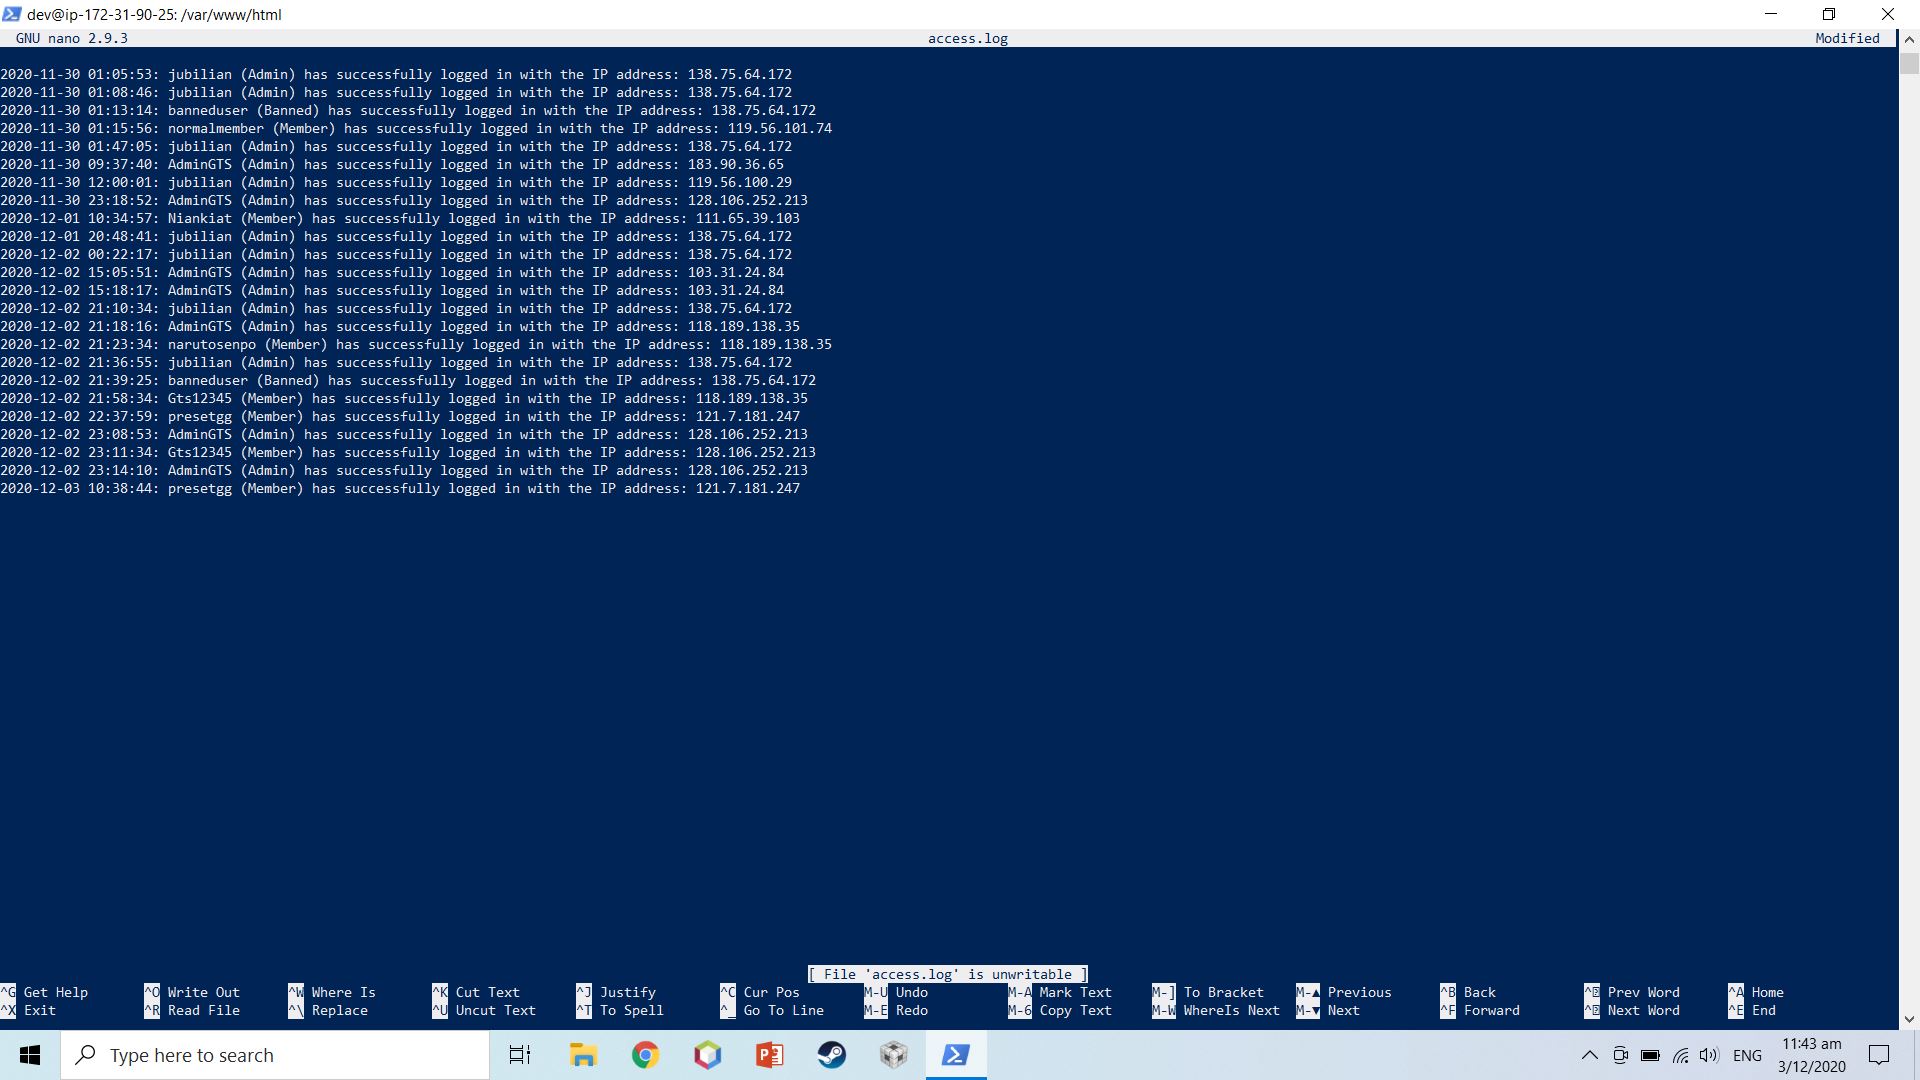 dev@ip-172-31-90-25: /var/www/html
GNU nano 2.9.3 access.log Modified
2020-11-30 01:05:53: jubilian (Admin) has successfully logged in with the IP address: 138.75.64.172
2020-11-30 01:08:46: jubilian (Admin) has successfully logged in with the IP address: 138.75.64.172
2020-11-30 01:13:14: banneduser (Banned) has successfully logged in with the IP address: 138.75.64.172
2020-11-30 01:15:56: normalmember (Member) has successfully logged in with the IP address: 119.56.101.74
2020-11-30 01:47:05: jubilian (Admin) has successfully logged in with the IP address: 138.75.64.172
2020-11-30 09:37:40: AdminGTS (Admin) has successfully logged in with the IP address: 183.90.36.65
2020-11-30 12:00:01: jubilian (Admin) has successfully logged in with the IP address: 119.56.100.29
2020-11-30 23:18:52: AdminGTS (Admin) has successfully logged in with the IP address: 128.106.252.213
2020-12-01 10:34:57: Niankiat (Member) has successfully logged in with the IP address: 111.65.39.103
2020-12-01 20:48:41: jubilian (Admin) has successfully logged in with the IP address: 138.75.64.172
2020-12-02 00:22:17: jubilian (Admin) has successfully logged in with the IP address: 138.75.64.172
2020-12-02 15:05:51: AdminGTS (Admin) has successfully logged in with the IP address: 103.31.24.84
2020-12-02 15:18:17: AdminGTS (Admin) has successfully logged in with the IP address: 103.31.24.84
2020-12-02 21:10:34: jubilian (Admin) has successfully logged in with the IP address: 138.75.64.172
2020-12-02 21:18:16: AdminGTS (Admin) has successfully logged in with the IP address: 118.189.138.35
2020-12-02 21:23:34: narutosenpo (Member) has successfully logged in with the IP address: 118.189.138.35
2020-12-02 21:36:55: jubilian (Admin) has successfully logged in with the IP address: 138.75.64.172
2020-12-02 21:39:25: banneduser (Banned) has successfully logged in with the IP address: 138.75.64.172
2020-12-02 21:58:34: Gts12345 (Member) has successfully logged in with the IP address: 118.189.138.35
2020-12-02 22:37:59: presetgg (Member) has successfully logged in with the IP address: 121.7.181.247
2020-12-02 23:08:53: AdminGTS (Admin) has successfully logged in with the IP address: 128.106.252.213
2020-12-02 23:11:34: Gts12345 (Member) has successfully logged in with the IP address: 128.106.252.213
2020-12-02 23:14:10: AdminGTS (Admin) has successfully logged in with the IP address: 128.106.252.213
2020-12-03 10:38:44: presetgg (Member) has successfully logged in with the IP address: 121.7.181.247
[ File 'access.log' is unwritable ]
^G Get Help ^O Write Out ^W Where Is ^K Cut Text ^J Justify ^C Cur Pos M-U Undo M-A Mark Text M-] To Bracket M-▲ Previous ^B Back ^ Prev Word ^A Home
^X Exit ^R Read File ^\ Replace ^U Uncut Text ^T To Spell ^_ Go To Line M-E Redo M-6 Copy Text M-W WhereIs Next M-▼ Next ^F Forward ^ Next Word ^E End
Type here to search ENG 11:43 am
3/12/2020